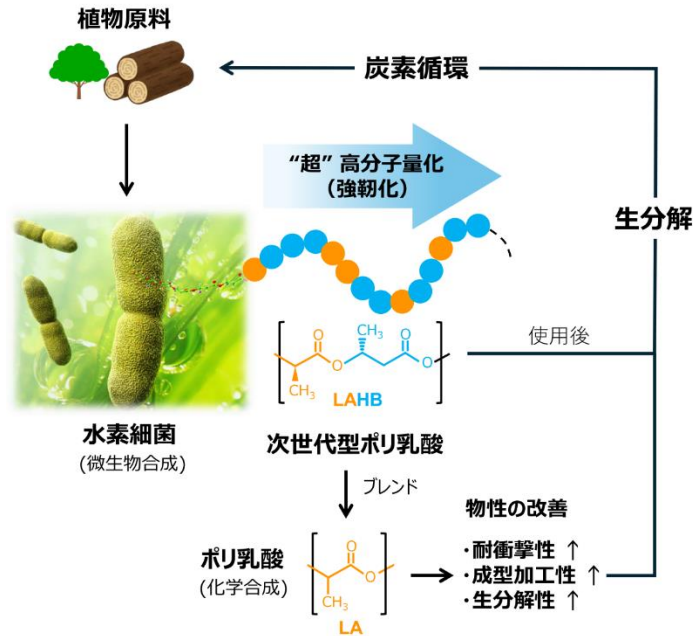 植物原料
炭素循環
“超” 高分子量化
（強靭化）
生分解
O
CH₃
O
O
O
CH₃
LAHB
使用後
水素細菌
(微生物合成)
次世代型ポリ乳酸
ブレンド
物性の改善
ポリ乳酸
(化学合成)
O
O
CH₃
LA
・耐衝撃性 ↑
・成型加工性 ↑
・生分解性 ↑